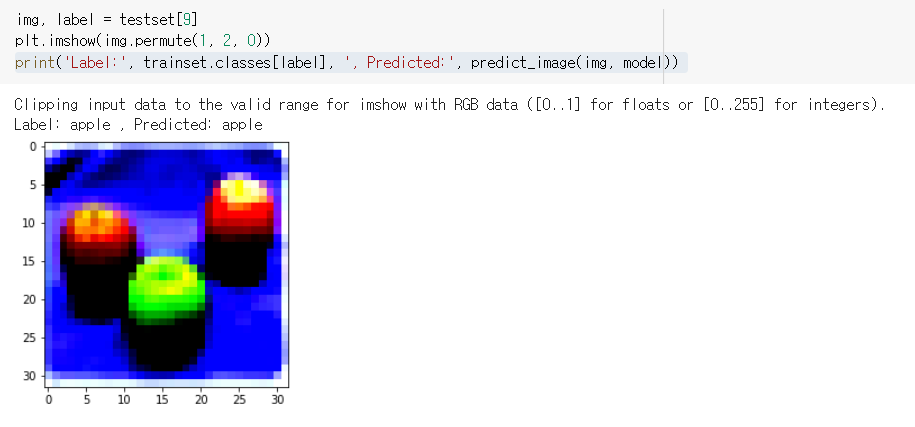 img, label = testset[9]
plt.imshow(img.permute(1, 2, 0))
print('Label:', trainset.classes[label], ', Predicted:', predict_image(img, model))
Clipping input data to the valid range for imshow with RGB data ([0..1] for floats or [0..255] for integers).
Label: apple , Predicted: apple
0
5
10
15
20
25
30
0 5 10 15 20 25 30